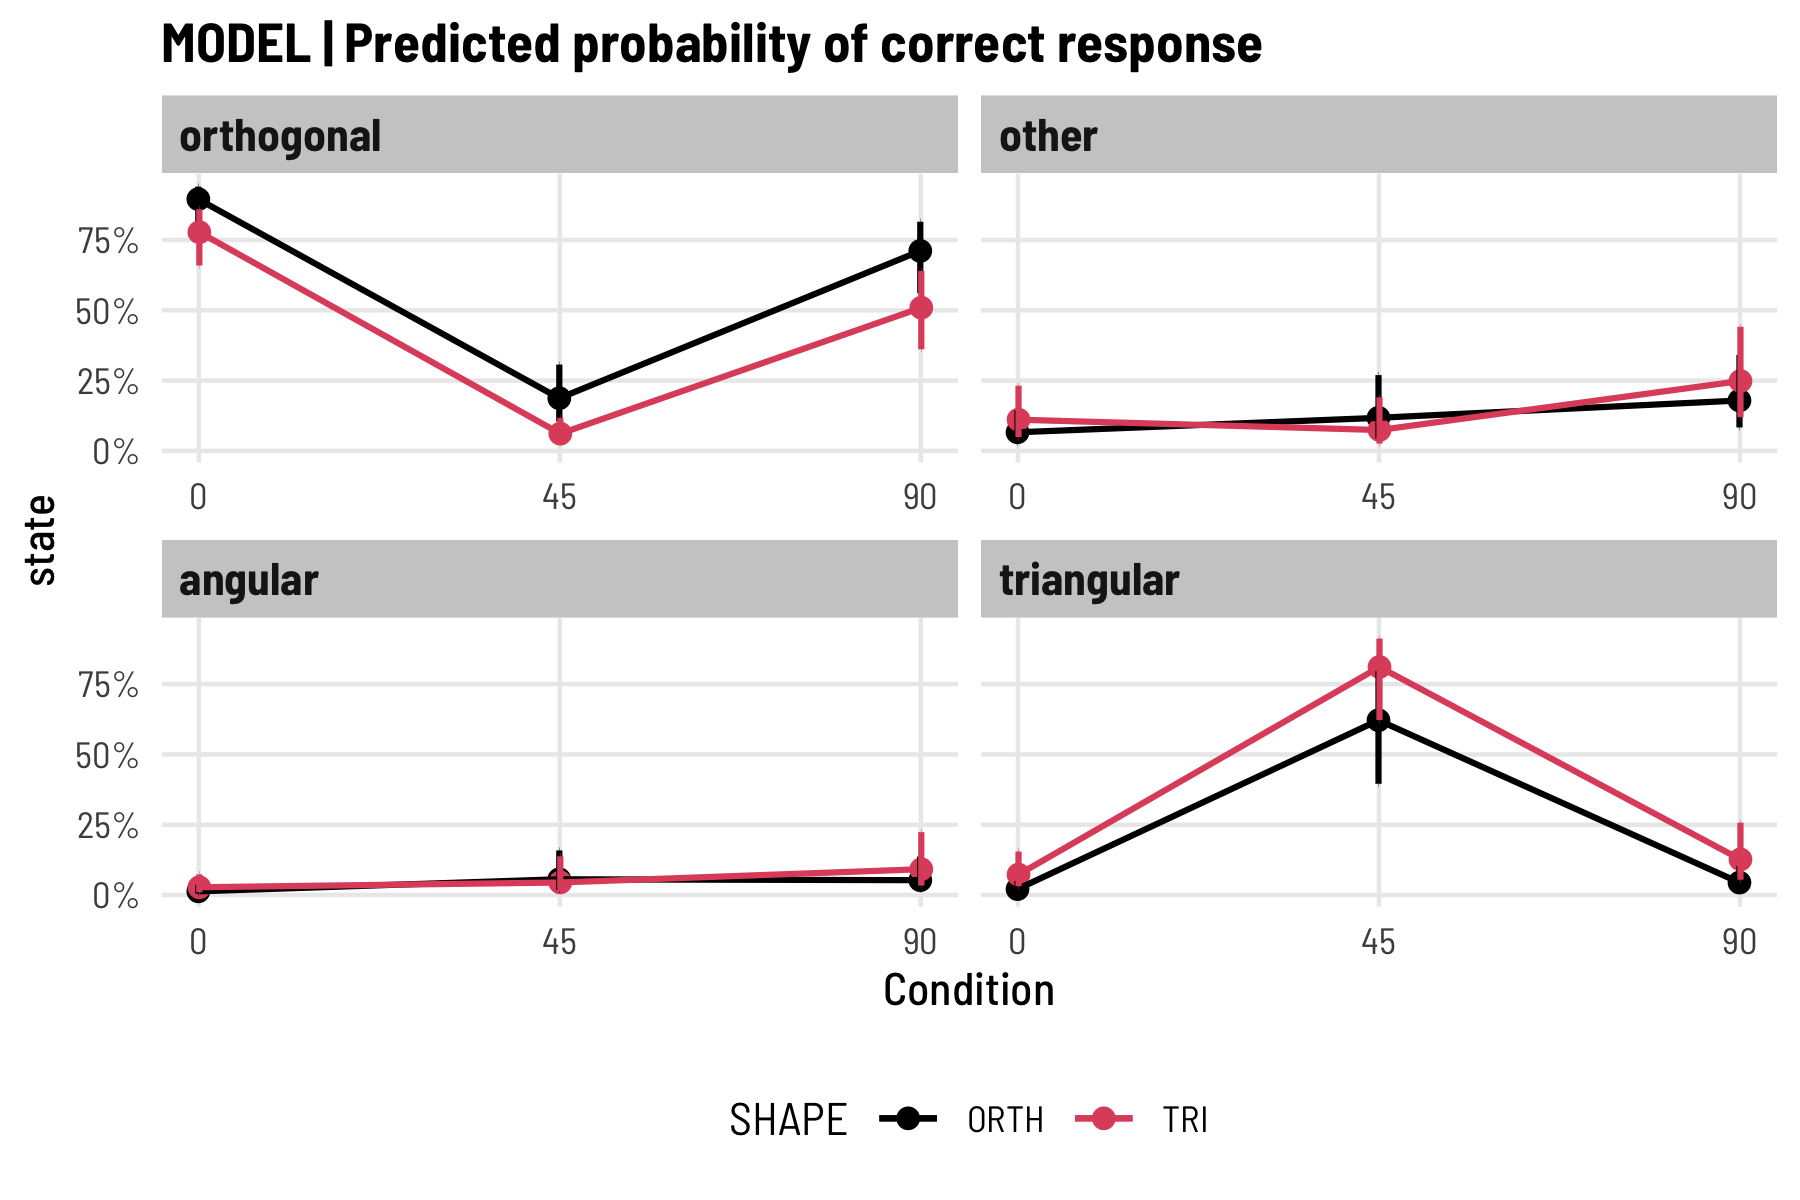 MODEL | Predicted probability of correct response
orthogonal
other
75%
50%
25%
0%
0 45 90
0 45 90
state
angular
triangular
75%
50%
25%
0%
0 45 90
0 45 90
Condition
SHAPE ORTH TRI